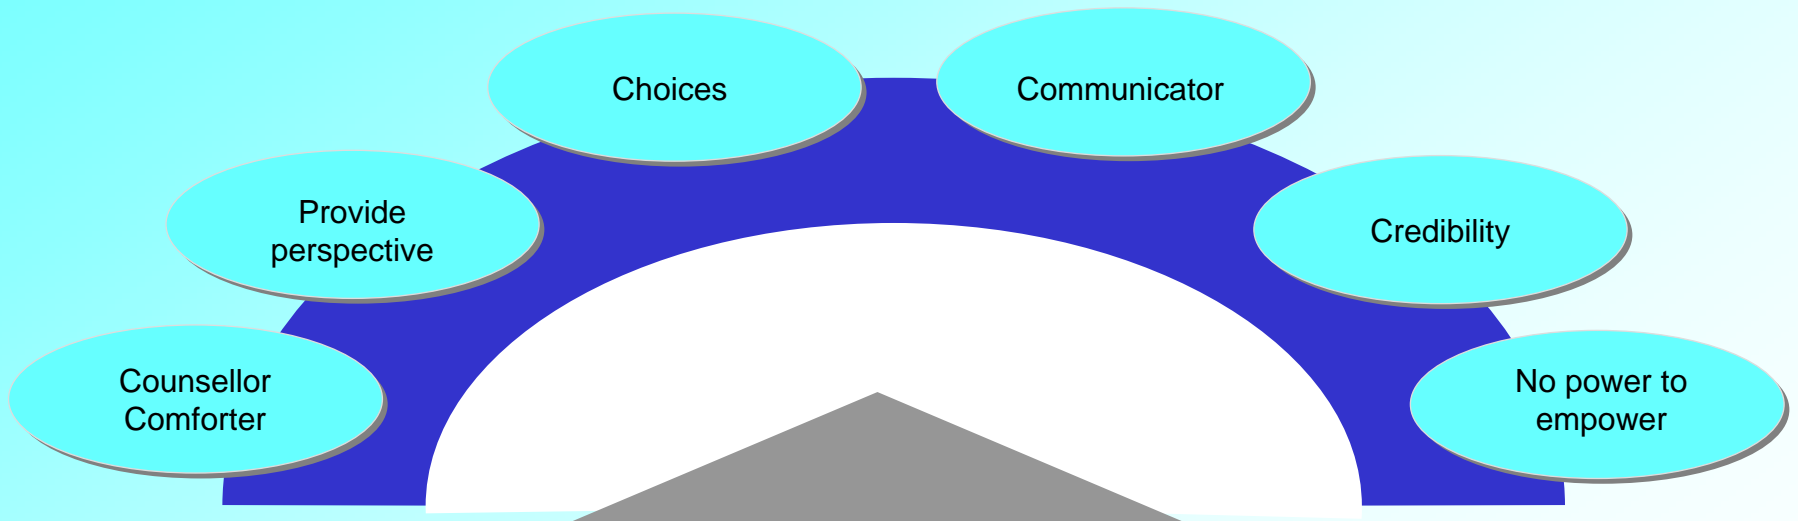 Choices
Communicator
Provide
perspective
Credibility
Counsellor
Comforter
No power to
empower